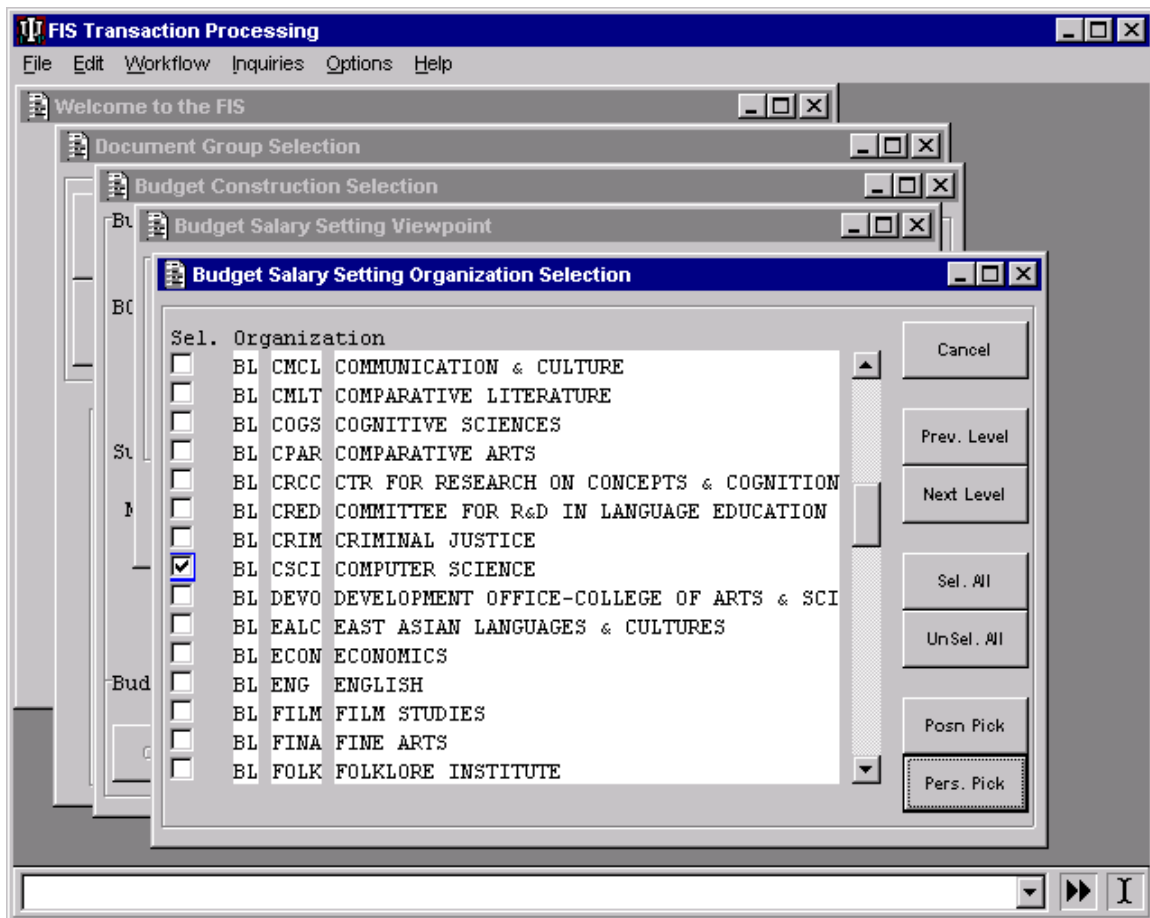 FIS Transaction Processing
File Edit Workflow Inquiries Options Help
Welcome to the FIS
Document Group Selection
Budget Construction Selection
Budget Salary Setting Viewpoint
Budget Salary Setting Organization Selection
Sel. Organization
BL CMCL COMMUNICATION & CULTURE
BL CMLT COMPARATIVE LITERATURE
BL COGS COGNITIVE SCIENCES
BL CPAR COMPARATIVE ARTS
BL CRCC CTR FOR RESEARCH ON CONCEPTS & COGNITION
BL CRED COMMITTEE FOR R&D IN LANGUAGE EDUCATION
BL CRIM CRIMINAL JUSTICE
BL CSCI COMPUTER SCIENCE
BL DEVO DEVELOPMENT OFFICE-COLLEGE OF ARTS & SCI
BL EALC EAST ASIAN LANGUAGES & CULTURES
BL ECON ECONOMICS
BL ENG ENGLISH
BL FILM FILM STUDIES
BL FINA FINE ARTS
BL FOLK FOLKLORE INSTITUTE
Cancel
Prev. Level
Next Level
Sel. All
UnSel. All
Posn Pick
Pers. Pick
Bud